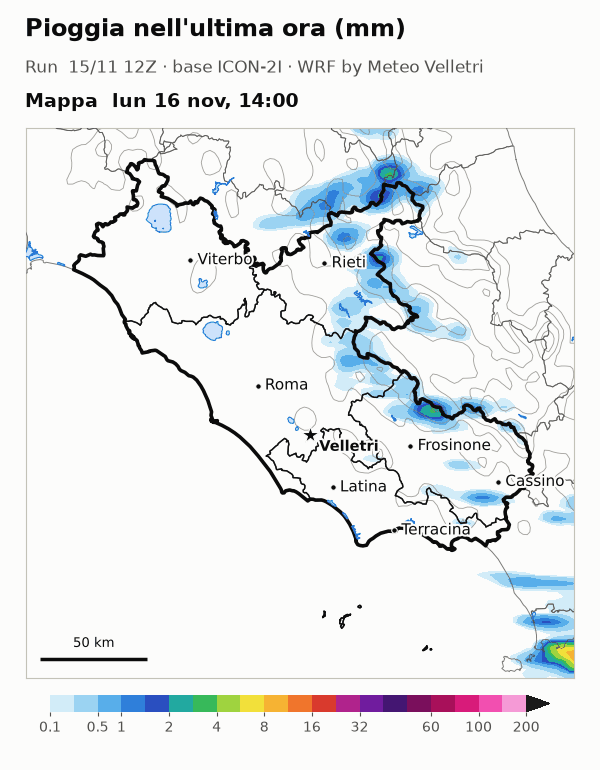 Pioggia nell'ultima ora (mm)
Run  15/11 12Z · base ICON-2I · WRF by Meteo Velletri
Mappa  lun 16 nov, 14:00
Viterbo
Rieti
Roma
Velletri
Frosinone
Cassino
Latina
Terracina
50 km
0.1 0.5 1 2 4 8 16 32 60 100 200